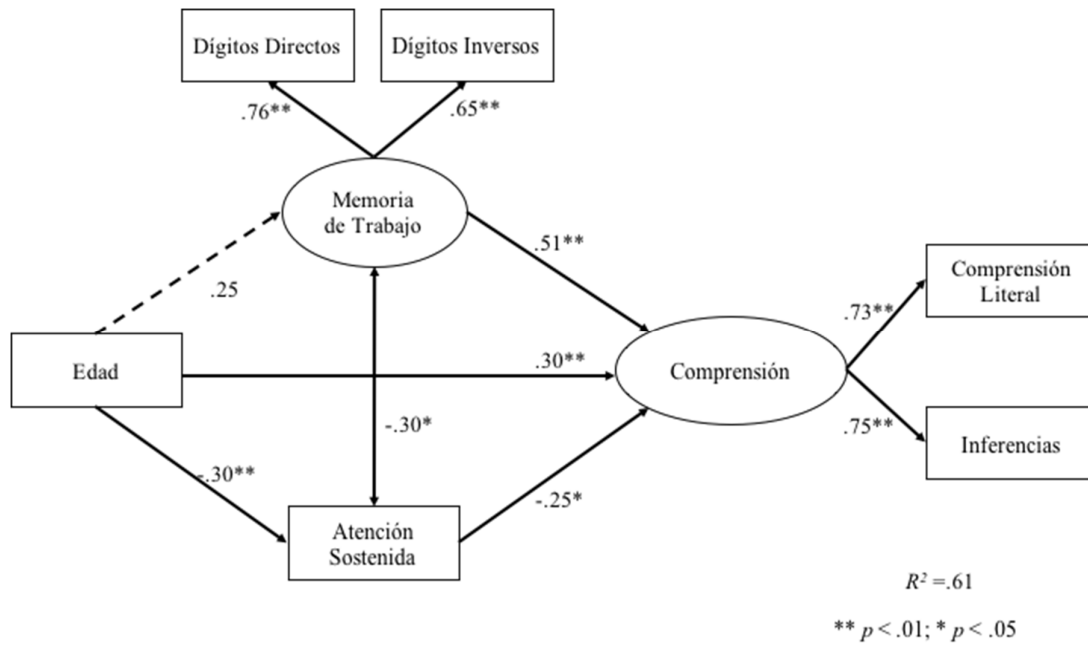 Dígitos Directos
Dígitos Inversos
.76**
.65**
Memoria
de Trabajo
.51**
.25
Comprensión
Literal
.73**
Edad
.30**
Comprensión
.75**
-.30*
Inferencias
-.30**
-.25*
Atención
Sostenida
R² =.61
** p < .01; * p < .05